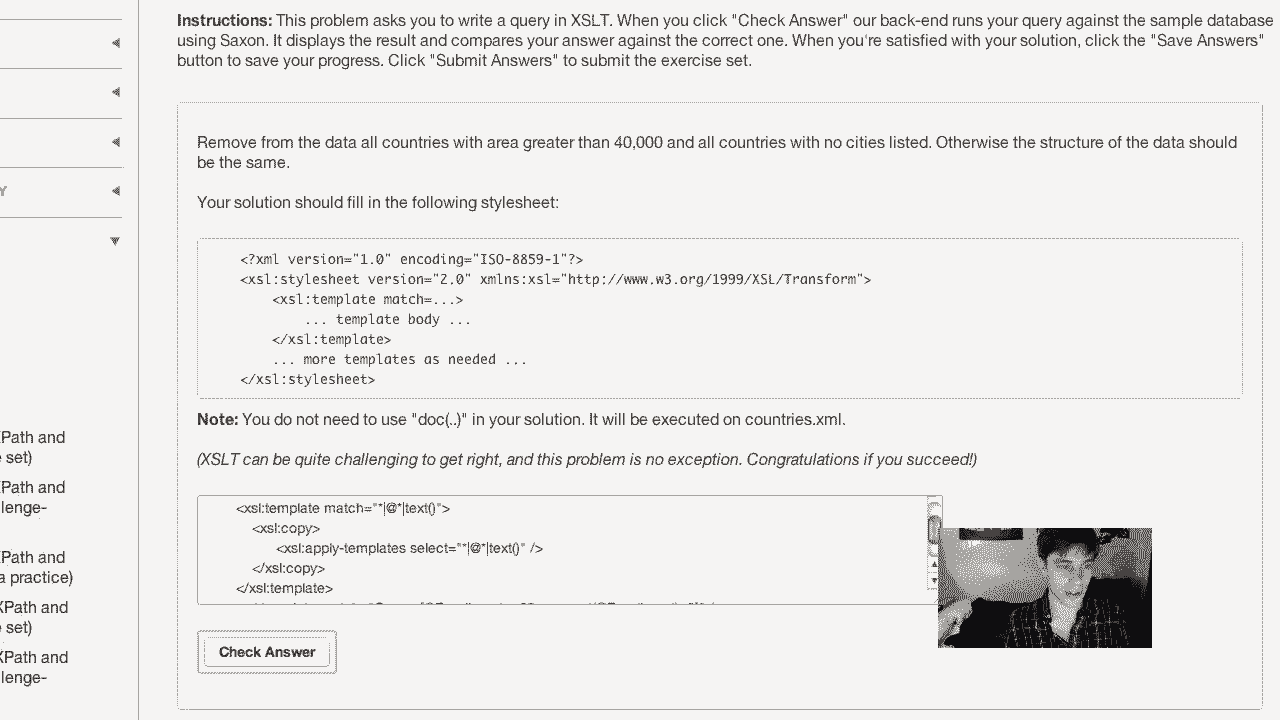 Instructions: This problem asks you to write a query in XSLT. When you click "Check Answer" our back-end runs your query against the sample database
using Saxon. It displays the result and compares your answer against the correct one. When you're satisfied with your solution, click the "Save Answers"
button to save your progress. Click "Submit Answers" to submit the exercise set.
Remove from the data all countries with area greater than 40,000 and all countries with no cities listed. Otherwise the structure of the data should
be the same.
Your solution should fill in the following stylesheet:
<?xml version="1.0" encoding="ISO-8859-1"?>
<xsl:stylesheet version="2.0" xmlns:xsl="http://www.w3.org/1999/XSL/Transform">
<xsl:template match=...>
... template body ...
</xsl:template>
... more templates as needed ...
</xsl:stylesheet>
Note: You do not need to use "doc(..)" in your solution. It will be executed on countries.xml.
(XSLT can be quite challenging to get right, and this problem is no exception. Congratulations if you succeed!)
<xsl:template match="*|@*|text()">
<xsl:copy>
<xsl:apply-templates select="*|@*|text()" />
</xsl:copy>
</xsl:template>
Check Answer
Y
Path and
set)
Path and
lenge-
Path and
a practice)
XPath and
set)
XPath and
lenge-